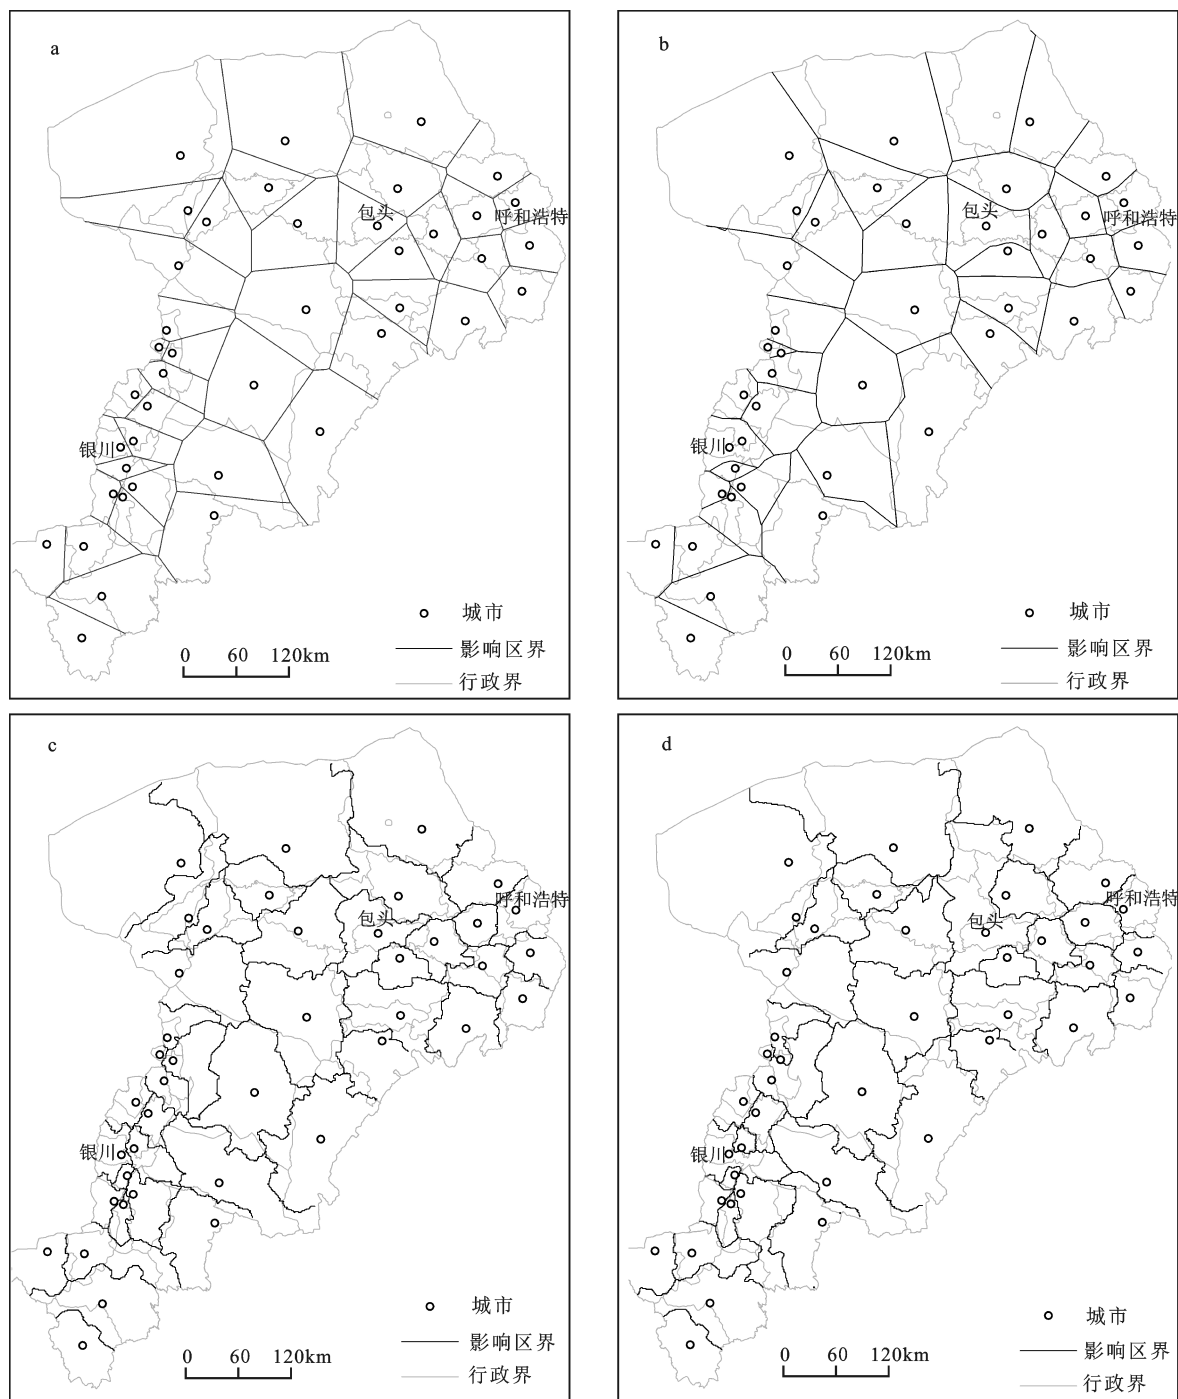 a
包头
呼和浩特
银川
城市
影响区界
行政界
0 60 120km
b
包头
呼和浩特
银川
城市
影响区界
行政界
0 60 120km
c
包头
呼和浩特
银川
城市
影响区界
行政界
0 60 120km
d
包头
呼和浩特
银川
城市
影响区界
行政界
0 60 120km